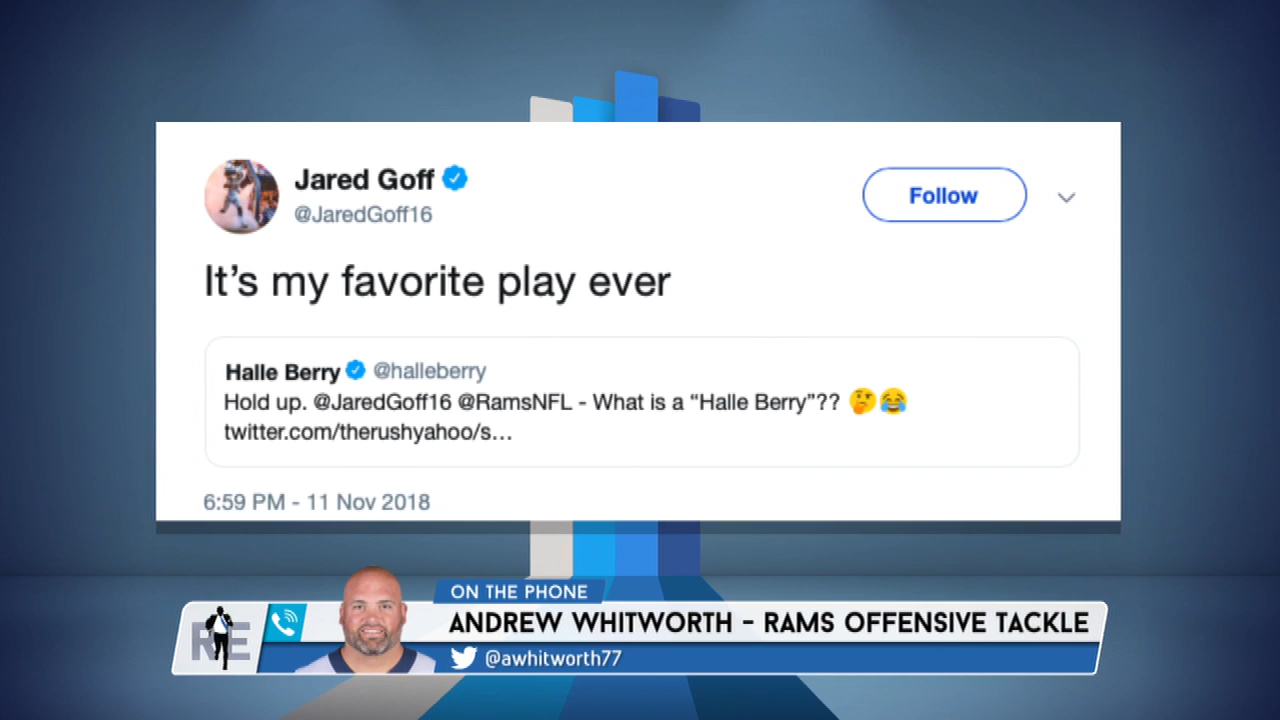 Jared Goff
@JaredGoff16
Follow
It's my favorite play ever
Halle Berry @halleberry
Hold up. @JaredGoff16 @RamsNFL - What is a “Halle Berry”?? 🤔😂
twitter.com/therushyahoo/s...
6:59 PM - 11 Nov 2018
ON THE PHONE
RE
ANDREW WHITWORTH - RAMS OFFENSIVE TACKLE
@awhitworth77